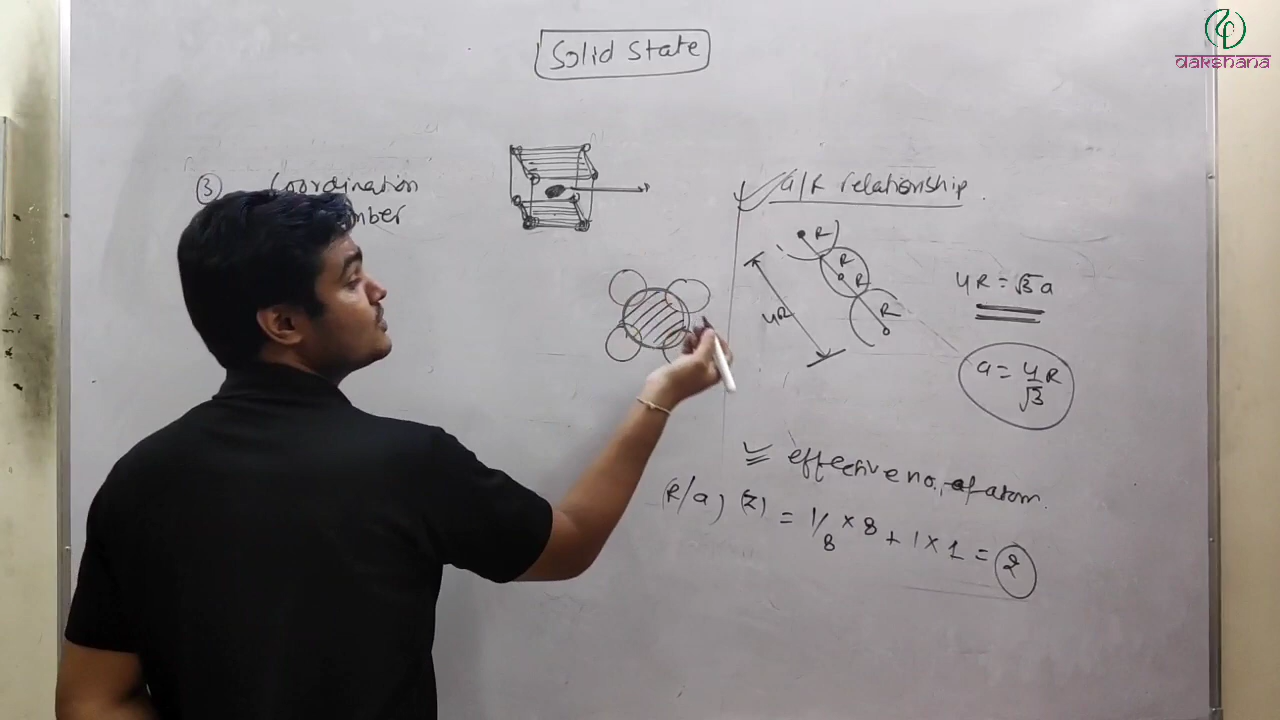 Solid State
dakshana
③ Coordination
mber
a/R relationship
R
R
R
R
4R
4R = √3 a
a = 4R
√3
effective no. of atom
(R/a) (Z) = 1/8 × 8 + 1 × 1 = 2